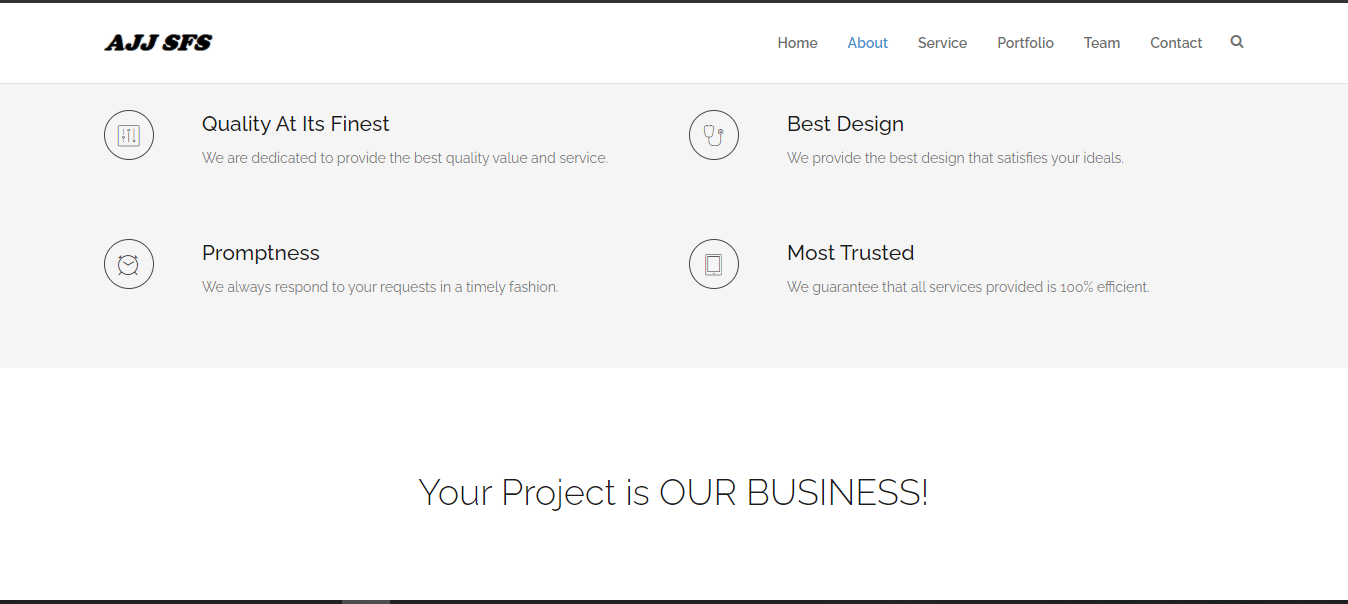 AJJ SFS
Home About Service Portfolio Team Contact
Quality At Its Finest
We are dedicated to provide the best quality value and service.
Best Design
We provide the best design that satisfies your ideals.
Promptness
We always respond to your requests in a timely fashion.
Most Trusted
We guarantee that all services provided is 100% efficient.
Your Project is OUR BUSINESS!